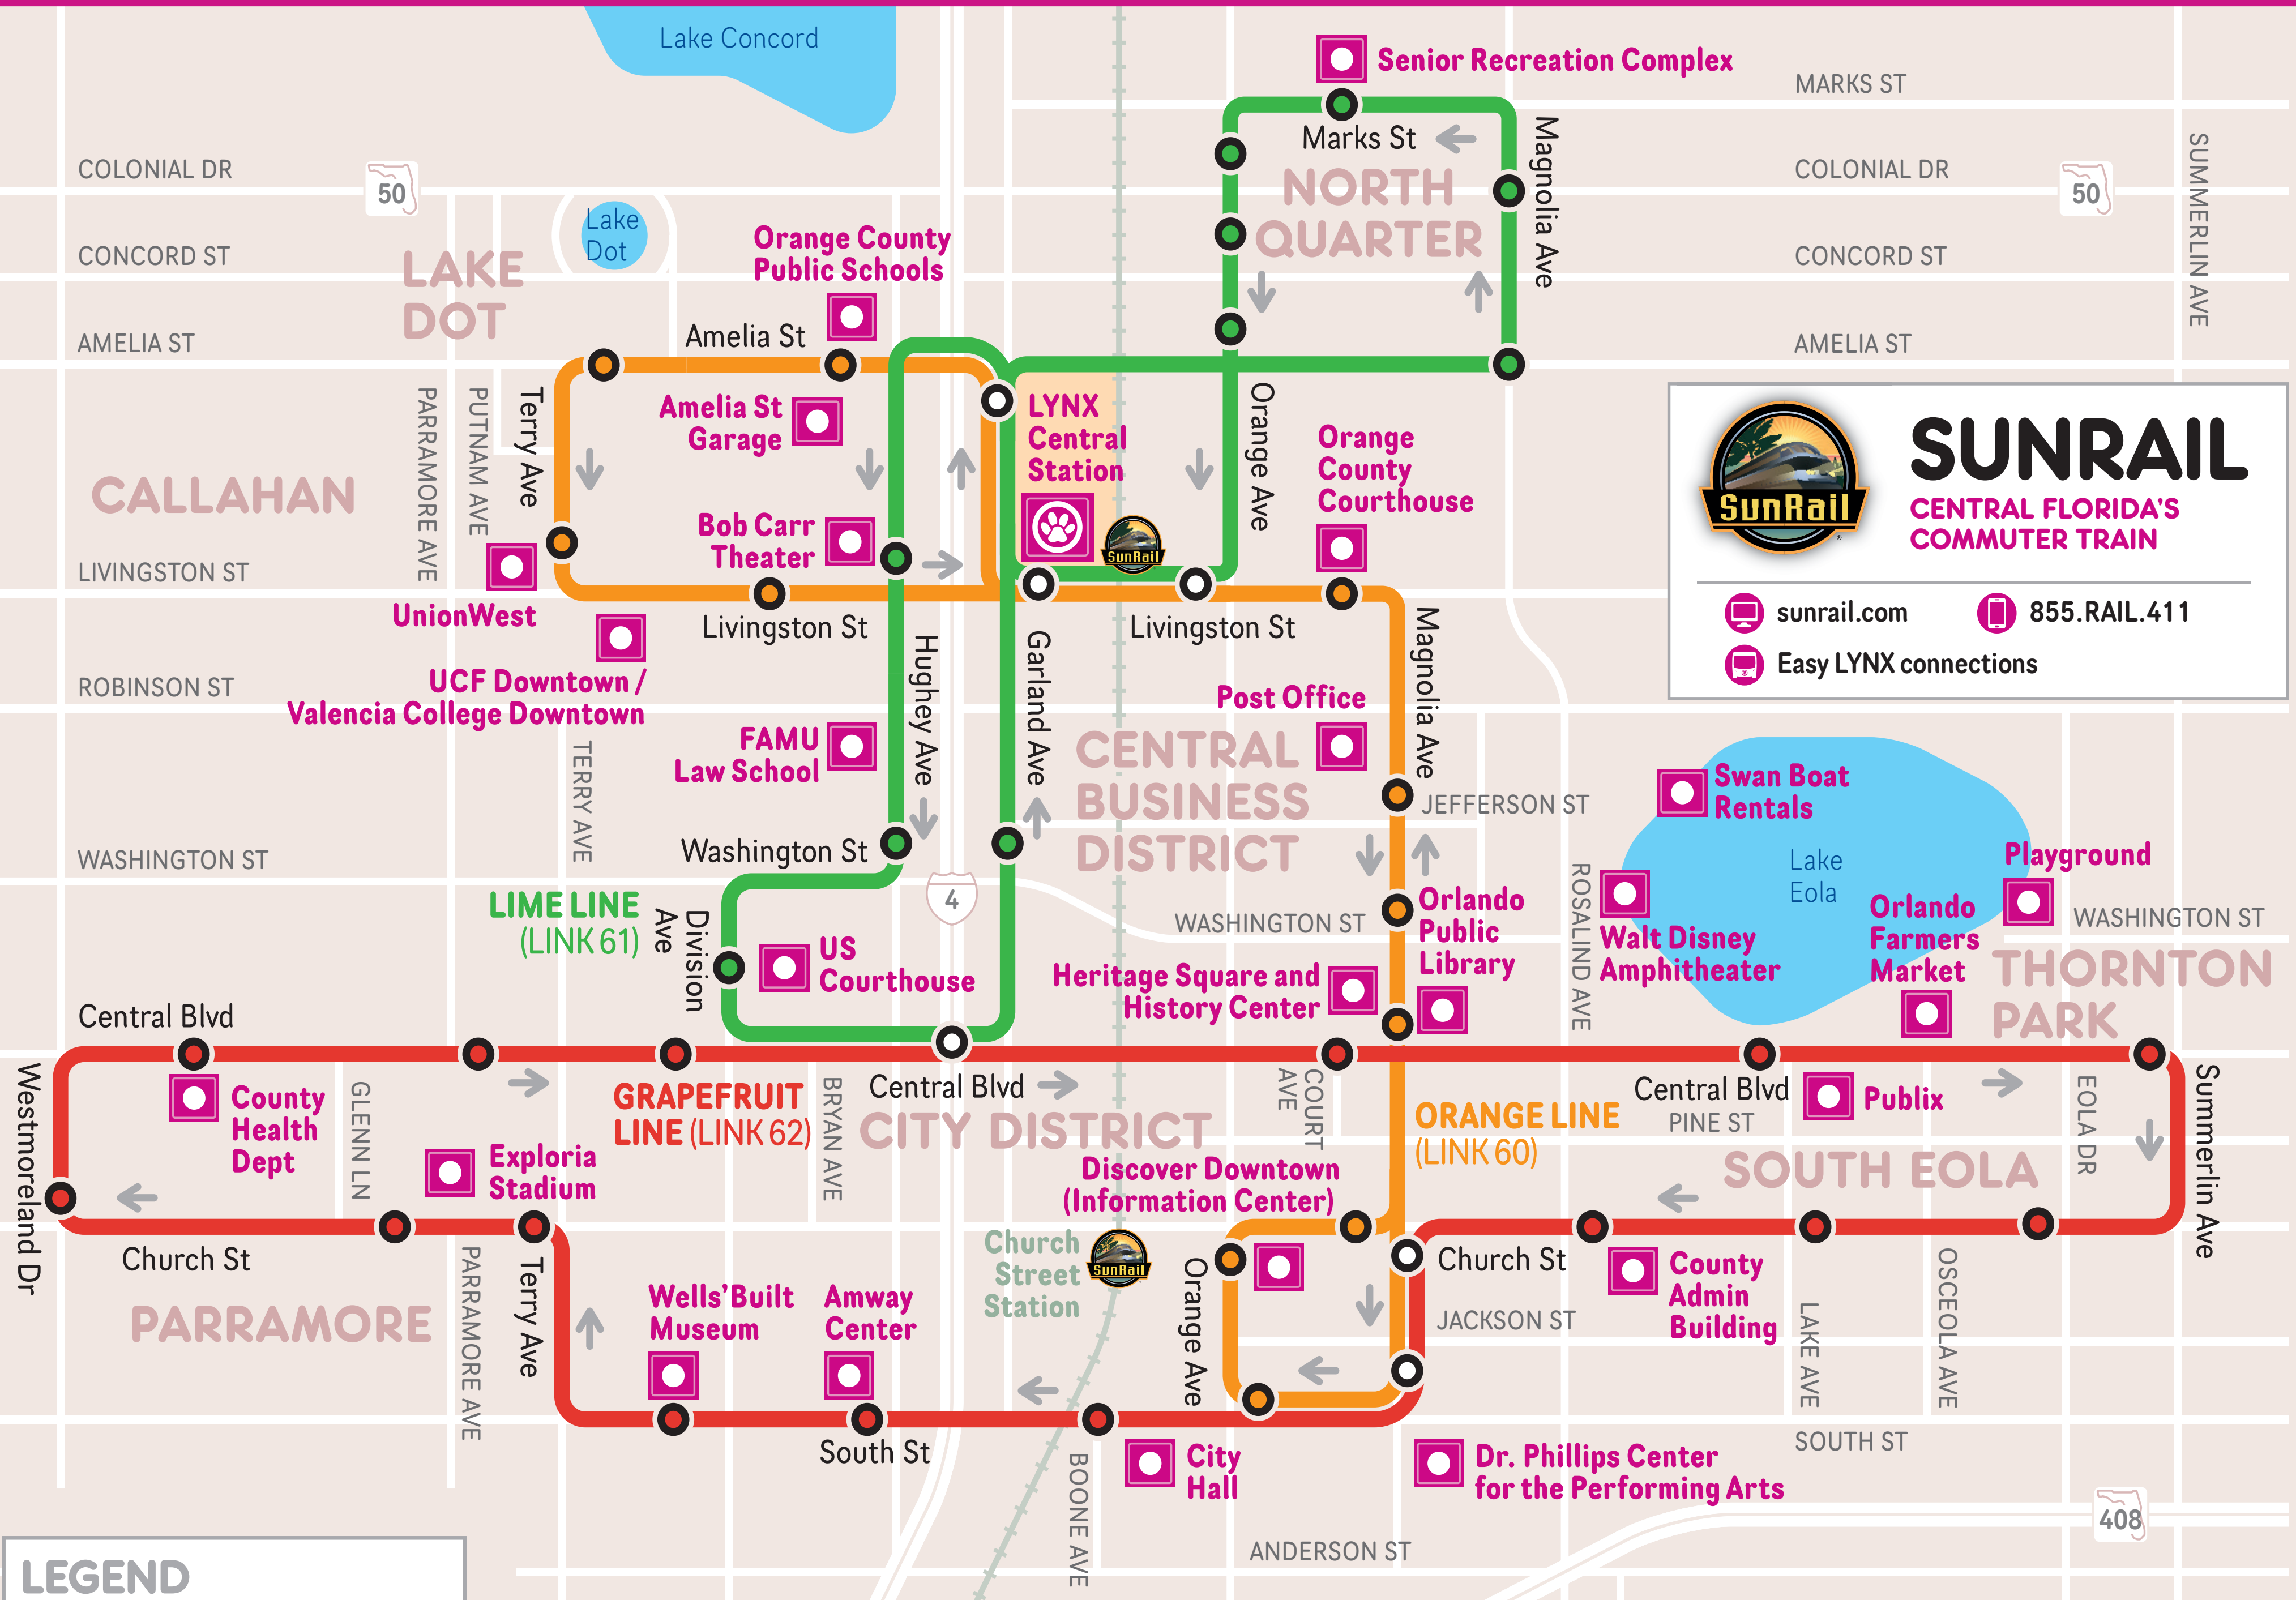 Lake Concord
Senior Recreation Complex
MARKS ST
Marks St
Magnolia Ave
SUMMERLIN AVE
COLONIAL DR
50
COLONIAL DR
50
NORTH
QUARTER
Lake
Dot
Orange County
Public Schools
CONCORD ST
CONCORD ST
LAKE
DOT
AMELIA ST
Amelia St
AMELIA ST
PARRAMORE AVE
PUTNAM AVE
Terry Ave
Amelia St
Garage
LYNX
Central
Station
Orange Ave
Orange
County
Courthouse
CALLAHAN
Bob Carr
Theater
SunRail
SunRail
SUNRAIL
CENTRAL FLORIDA'S
COMMUTER TRAIN
sunrail.com
855.RAIL.411
Easy LYNX connections
LIVINGSTON ST
UnionWest
Livingston St
Livingston St
UCF Downtown /
Valencia College Downtown
ROBINSON ST
Hughey Ave
Garland Ave
Magnolia Ave
Post Office
FAMU
Law School
TERRY AVE
CENTRAL
BUSINESS
DISTRICT
JEFFERSON ST
Swan Boat
Rentals
Lake
Eola
Playground
WASHINGTON ST
Washington St
4
WASHINGTON ST
WASHINGTON ST
LIME LINE
(LINK 61)
Division
Ave
US
Courthouse
Orlando
Public
Library
Heritage Square and
History Center
ROSALIND AVE
Walt Disney
Amphitheater
Orlando
Farmers
Market
THORNTON
PARK
Central Blvd
Westmoreland Dr
County
Health
Dept
GLENN LN
GRAPEFRUIT
LINE (LINK 62)
BRYAN AVE
Central Blvd
CITY DISTRICT
COURT
AVE
ORANGE LINE
(LINK 60)
Central Blvd
PINE ST
Publix
EOLA DR
Summerlin Ave
SOUTH EOLA
Exploria
Stadium
Discover Downtown
(Information Center)
Church
Street
Station
SunRail
Church St
Church St
PARRAMORE
PARRAMORE AVE
Terry Ave
Wells'Built
Museum
Amway
Center
Orange Ave
JACKSON ST
County
Admin
Building
LAKE AVE
OSCEOLA AVE
South St
BOONE AVE
City
Hall
Dr. Phillips Center
for the Performing Arts
SOUTH ST
408
ANDERSON ST
LEGEND